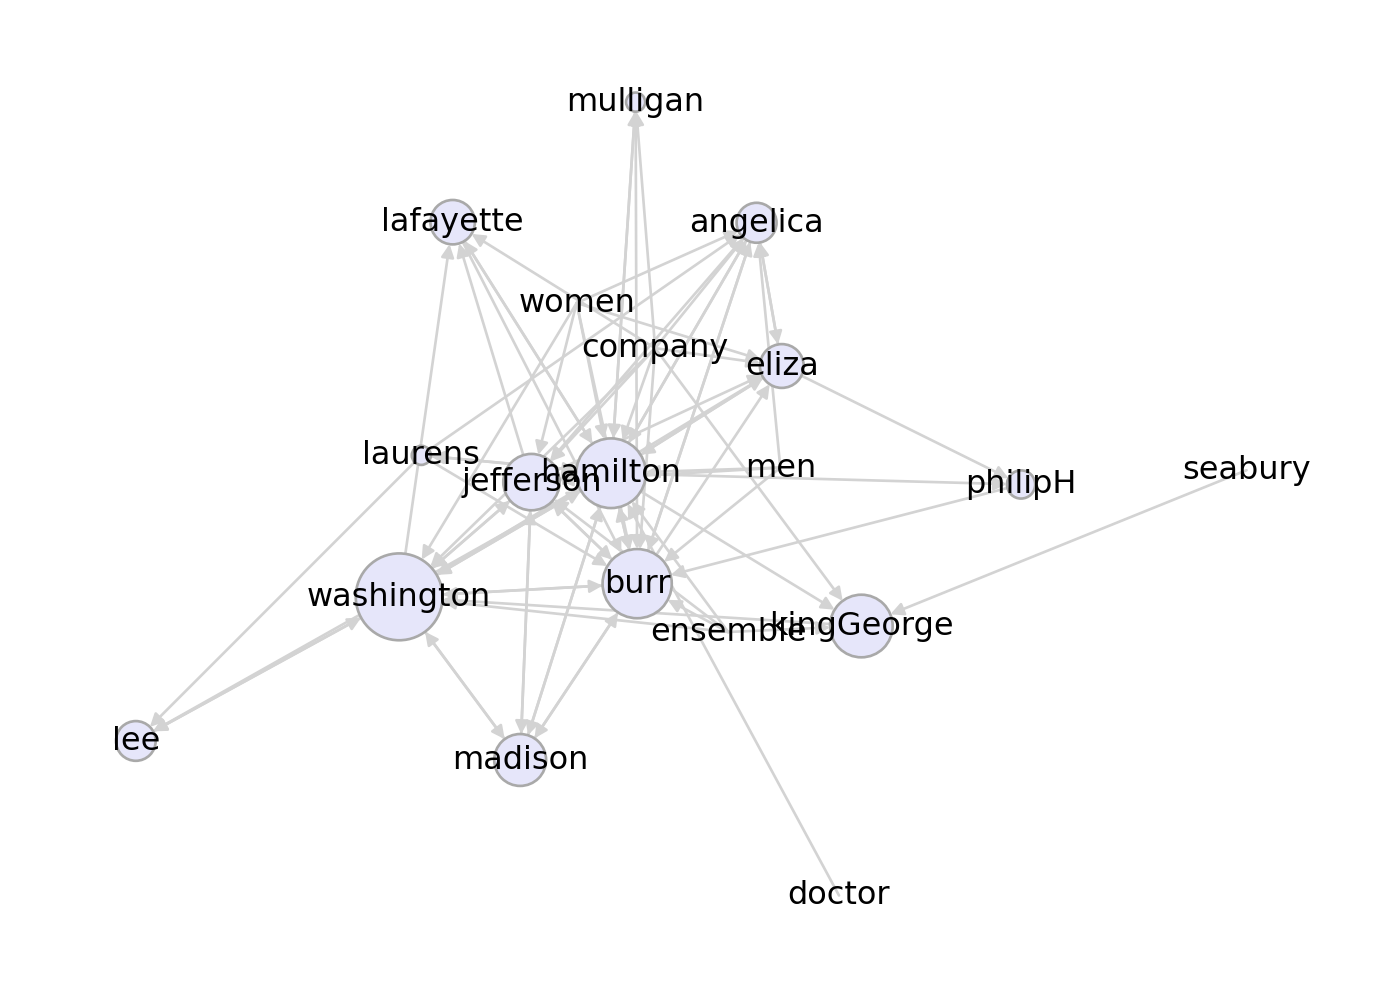 mulligan
lafayette
angelica
women
company
eliza
laurens
jefferson
hamilton
men
philipH
seabury
washington
burr
ensemble
kingGeorge
lee
madison
doctor